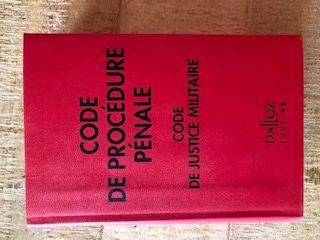 CODE
DE PROCÉDURE
PÉNALE
CODE
DE JUSTICE MILITAIRE
DALLOZ
1997-98